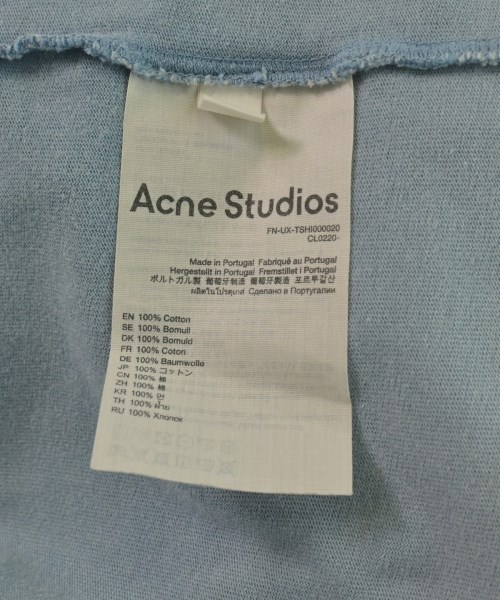 Acne Studios
FN-UX-TSHI000020
CL0220-
Made in Portugal Fabriqué au Portugal
Hergestellt in Portugal Fremstillet i Portugal
ポルトガル製 葡萄牙制造 葡萄牙製造 포르투갈산
ผลิตในโปรตุเกส Сделано в Португалии
EN 100% Cotton
SE 100% Bomull
DK 100% Bomuld
FR 100% Coton
DE 100% Baumwolle
JP 100% コットン
CN 100% 棉
ZH 100% 棉
KR 100% 면
TH 100% ฝ้าย
RU 100% Хлопок